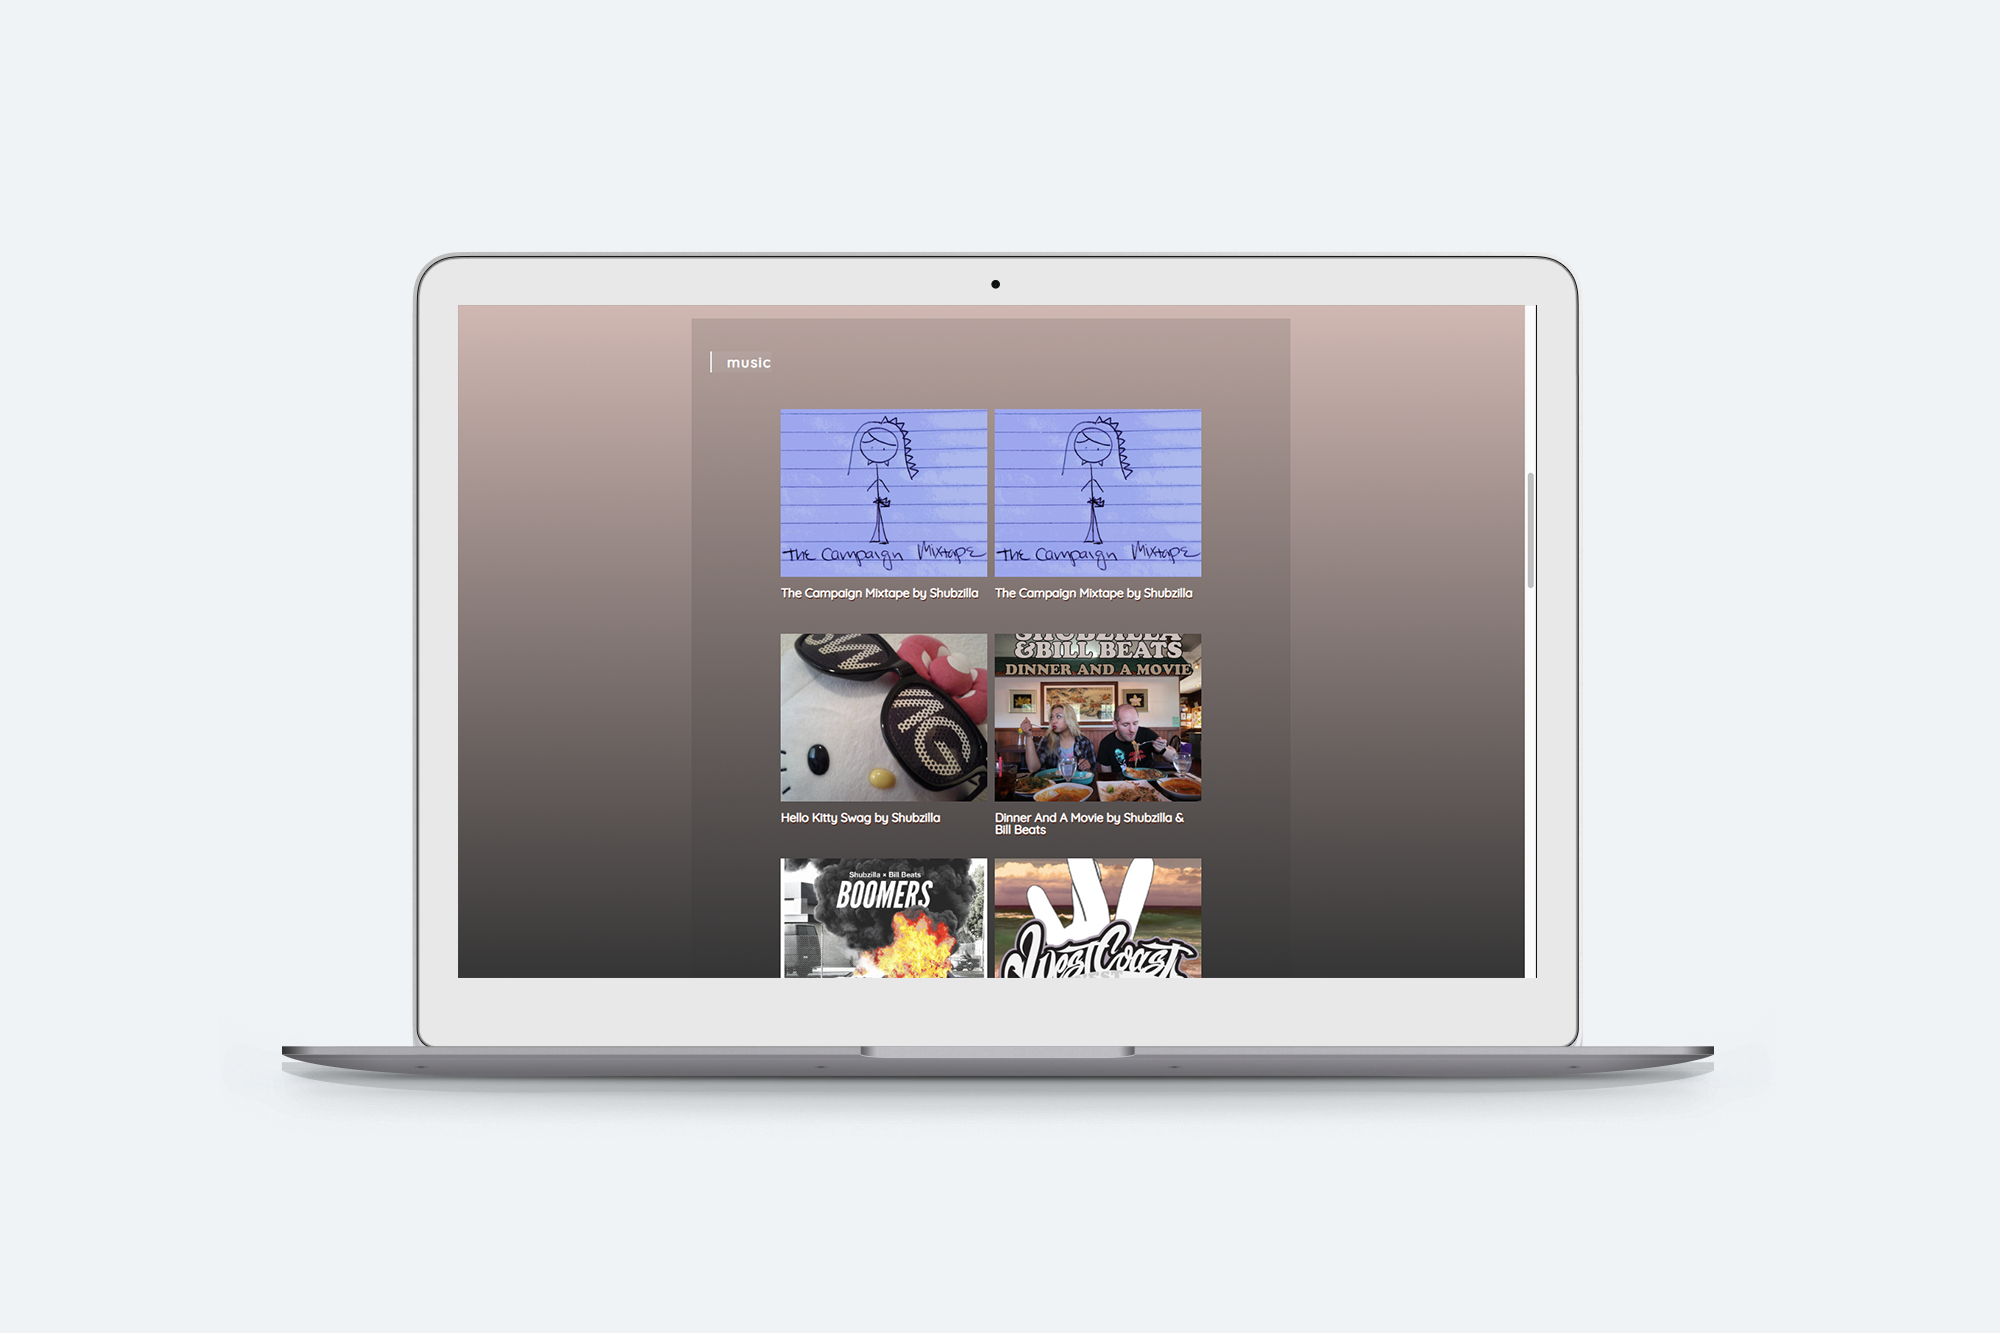 music
The Campaign Mixtape
The Campaign Mixtape
The Campaign Mixtape by Shubzilla
The Campaign Mixtape by Shubzilla
SHUBZILLA
&BILL BEATS
DINNER AND A MOVIE
Hello Kitty Swag by Shubzilla
Dinner And A Movie by Shubzilla &
Bill Beats
Shubzilla × Bill Beats
BOOMERS
West Coast